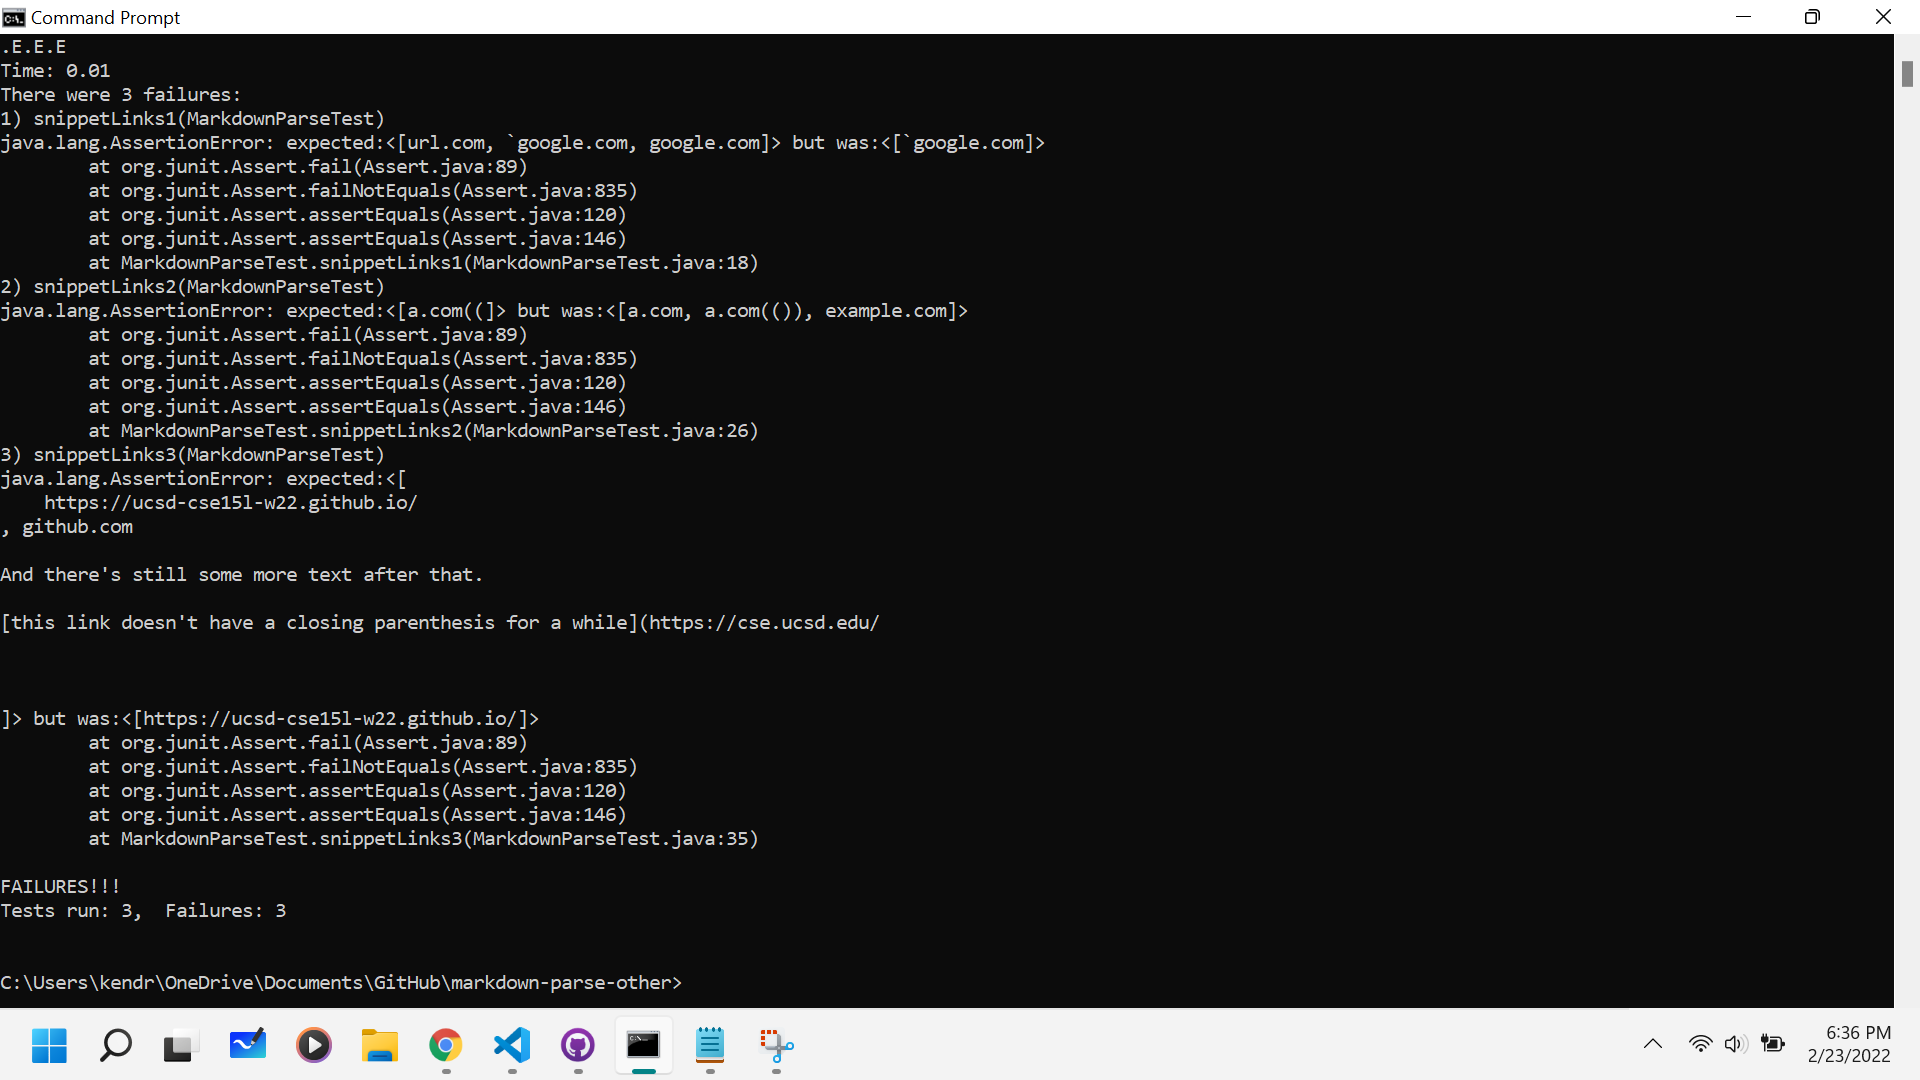 Command Prompt
.E.E.E
Time: 0.01
There were 3 failures:
1) snippetLinks1(MarkdownParseTest)
java.lang.AssertionError: expected:<[url.com, `google.com, google.com]> but was:<[`google.com]>
        at org.junit.Assert.fail(Assert.java:89)
        at org.junit.Assert.failNotEquals(Assert.java:835)
        at org.junit.Assert.assertEquals(Assert.java:120)
        at org.junit.Assert.assertEquals(Assert.java:146)
        at MarkdownParseTest.snippetLinks1(MarkdownParseTest.java:18)
2) snippetLinks2(MarkdownParseTest)
java.lang.AssertionError: expected:<[a.com((]> but was:<[a.com, a.com(()), example.com]>
        at org.junit.Assert.fail(Assert.java:89)
        at org.junit.Assert.failNotEquals(Assert.java:835)
        at org.junit.Assert.assertEquals(Assert.java:120)
        at org.junit.Assert.assertEquals(Assert.java:146)
        at MarkdownParseTest.snippetLinks2(MarkdownParseTest.java:26)
3) snippetLinks3(MarkdownParseTest)
java.lang.AssertionError: expected:<[
    https://ucsd-cse15l-w22.github.io/
, github.com

And there's still some more text after that.

[this link doesn't have a closing parenthesis for a while](https://cse.ucsd.edu/

]> but was:<[https://ucsd-cse15l-w22.github.io/]>
        at org.junit.Assert.fail(Assert.java:89)
        at org.junit.Assert.failNotEquals(Assert.java:835)
        at org.junit.Assert.assertEquals(Assert.java:120)
        at org.junit.Assert.assertEquals(Assert.java:146)
        at MarkdownParseTest.snippetLinks3(MarkdownParseTest.java:35)

FAILURES!!!
Tests run: 3,  Failures: 3

C:\Users\kendr\OneDrive\Documents\GitHub\markdown-parse-other>
6:36 PM
2/23/2022